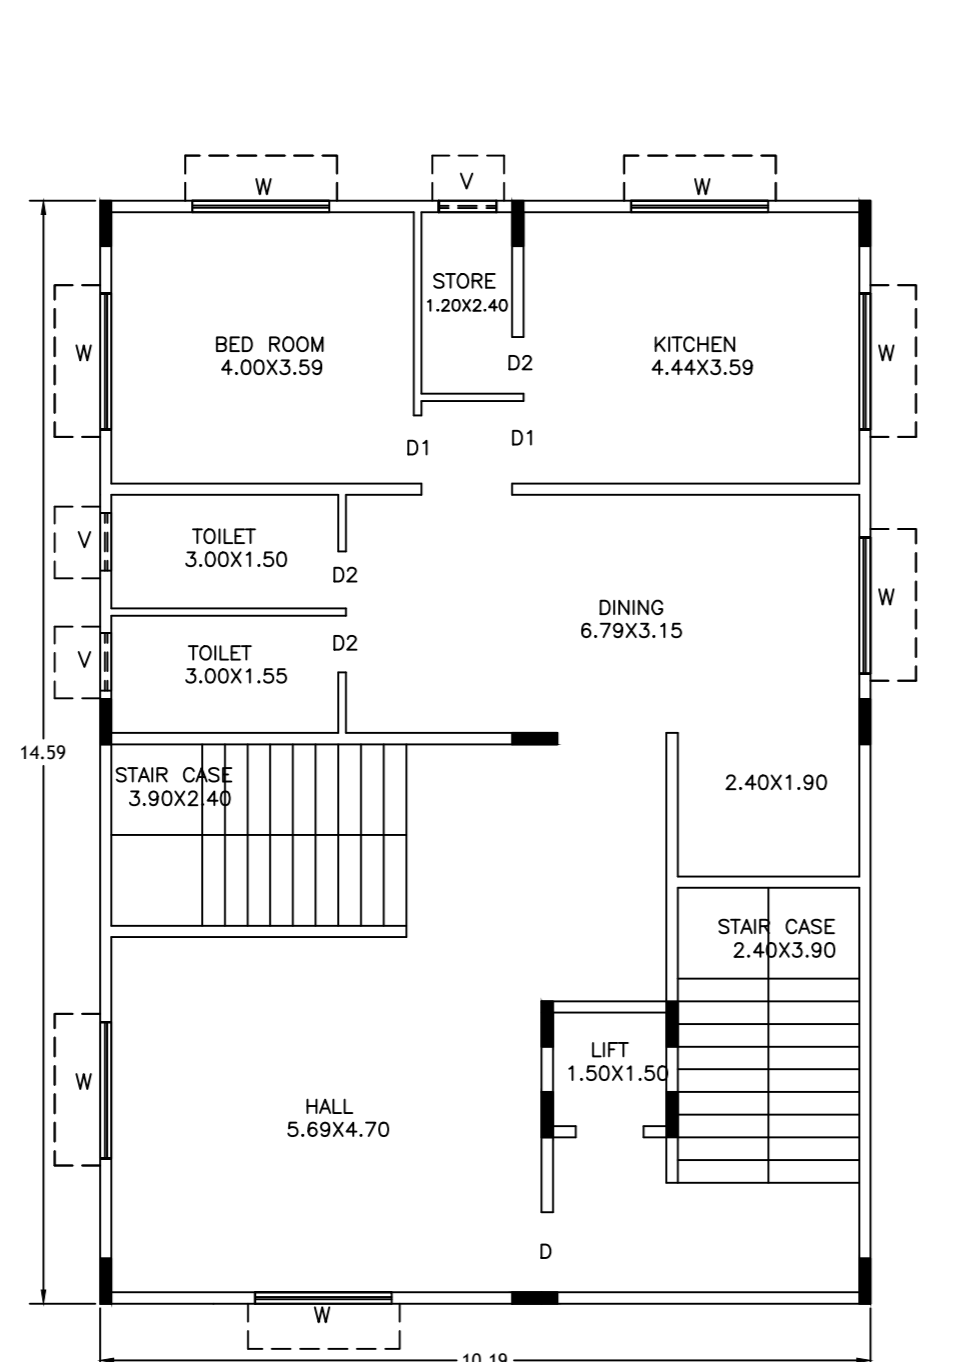 W
V
W
STORE
1.20X2.40
BED ROOM
4.00X3.59
KITCHEN
4.44X3.59
W
W
D2
D1
D1
TOILET
3.00X1.50
V
D2
DINING
6.79X3.15
W
TOILET
3.00X1.55
V
D2
14.59
STAIR CASE
3.90X2.40
2.40X1.90
STAIR CASE
2.40X3.90
LIFT
1.50X1.50
W
HALL
5.69X4.70
D
W
10.19